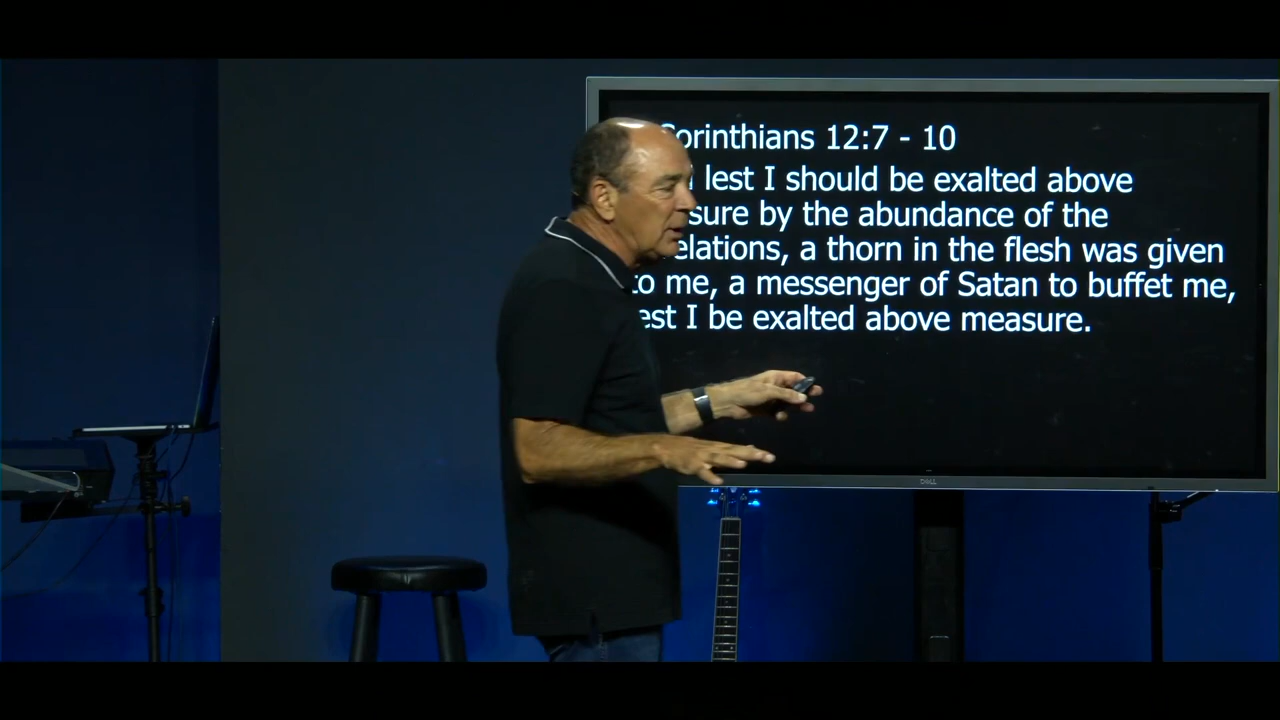 Corinthians 12:7 - 10
lest I should be exalted above
sure by the abundance of the
elations, a thorn in the flesh was given
to me, a messenger of Satan to buffet me,
est I be exalted above measure.
DELL